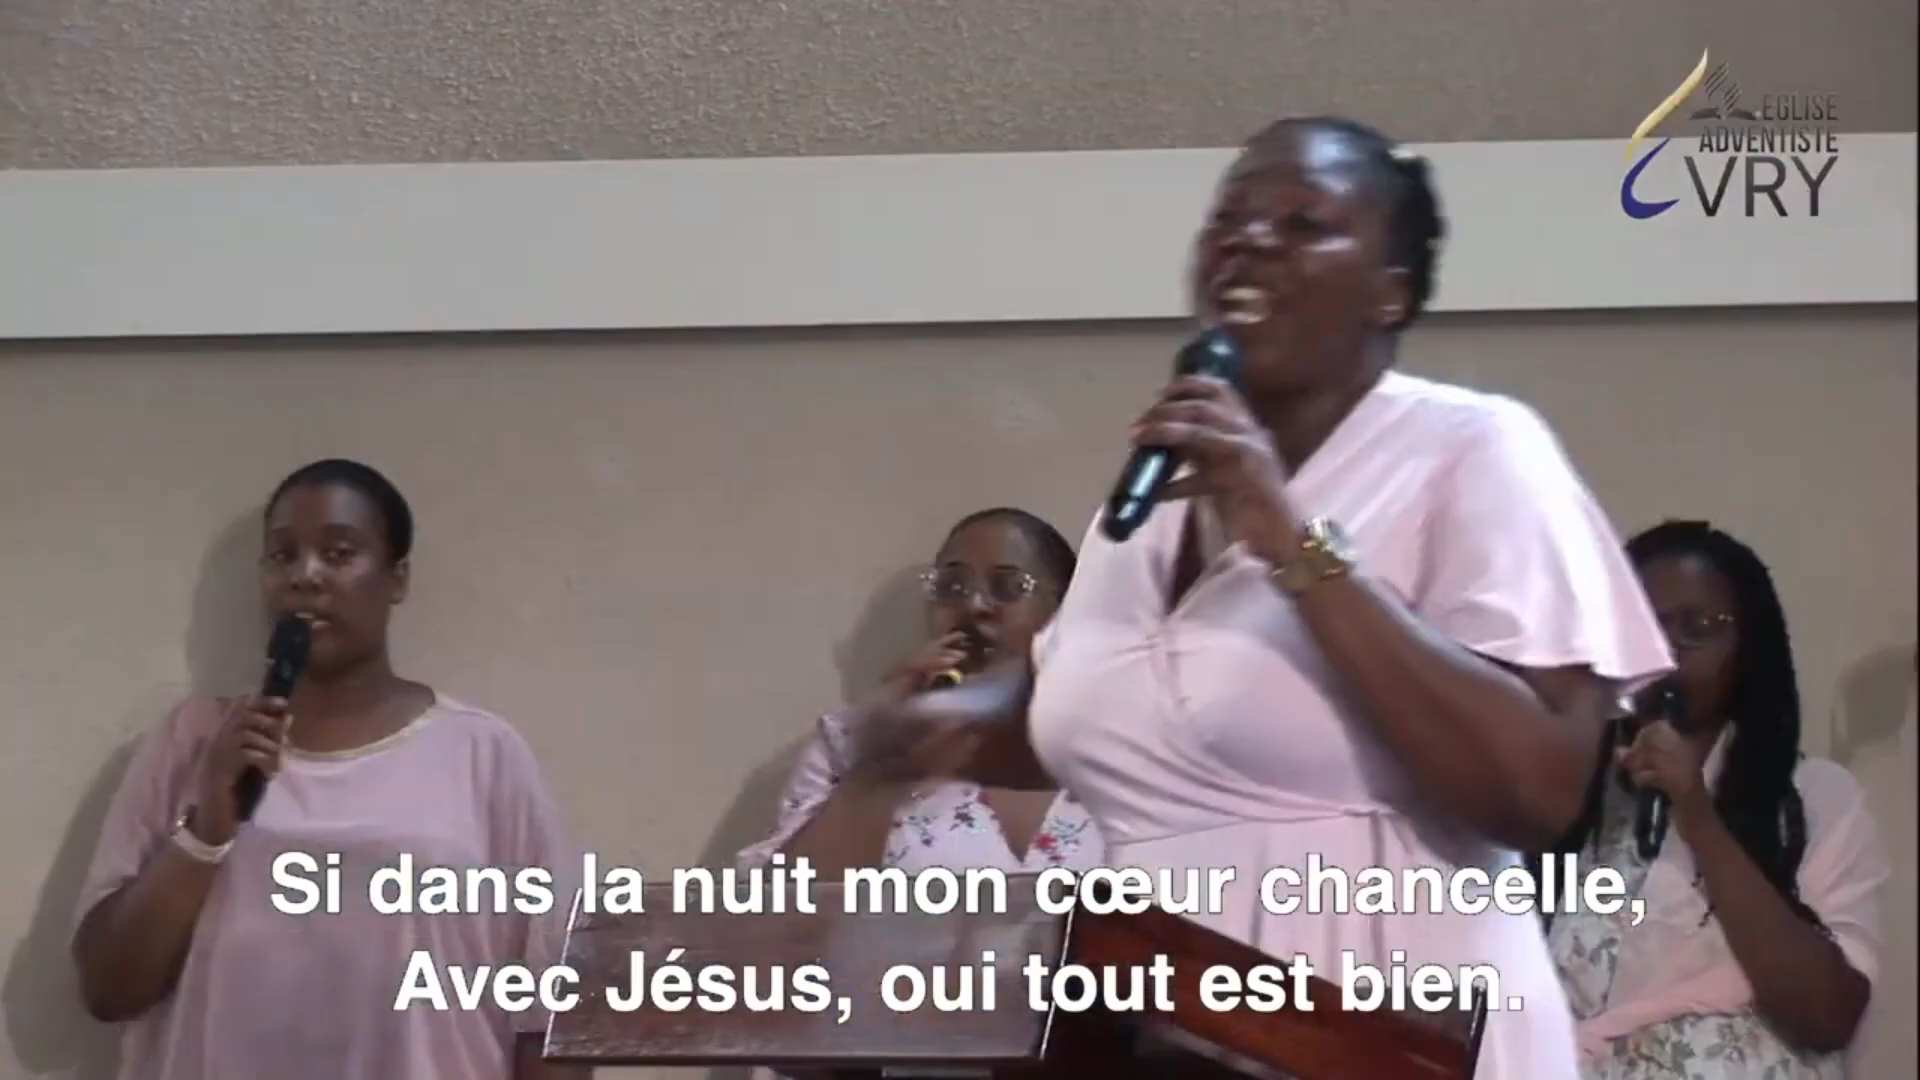 EGLISE
ADVENTISTE
EVRY
Si dans la nuit mon cœur chancelle,
Avec Jésus, oui tout est bien.